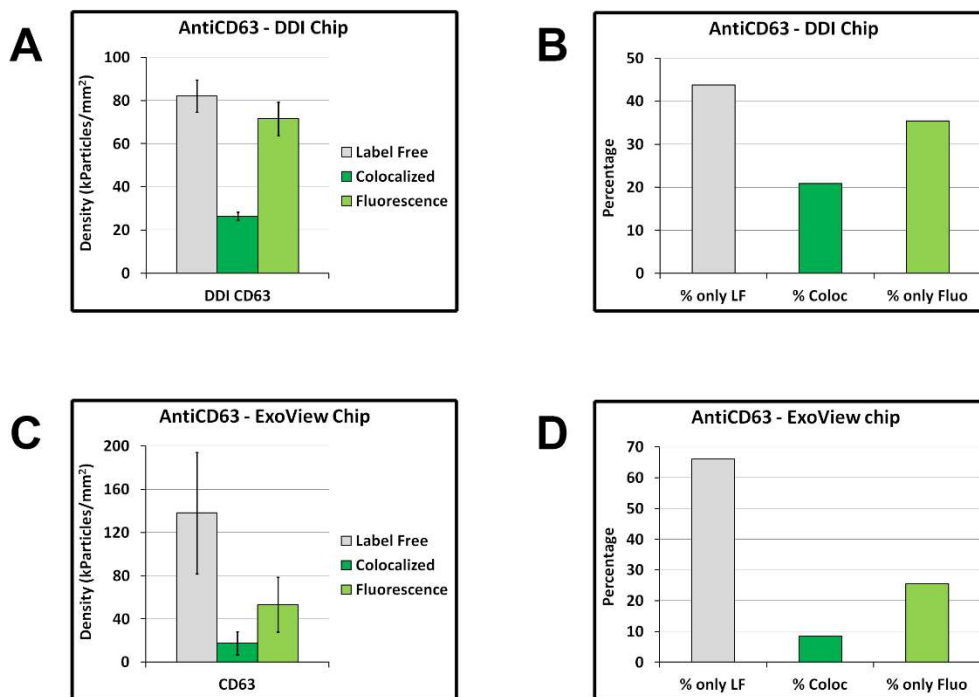 A
AntiCD63 - DDI Chip
Density (kParticles/mm²)
100
80
60
40
20
0
DDI CD63
Label Free
Colocalized
Fluorescence
B
AntiCD63 - DDI Chip
Percentage
50
40
30
20
10
0
% only LF
% Coloc
% only Fluo
C
AntiCD63 - ExoView Chip
Density (kParticles/mm²)
200
160
120
80
40
0
CD63
Label Free
Colocalized
Fluorescence
D
AntiCD63 - ExoView chip
Percentage
70
60
50
40
30
20
10
0
% only LF
% Coloc
% only Fluo